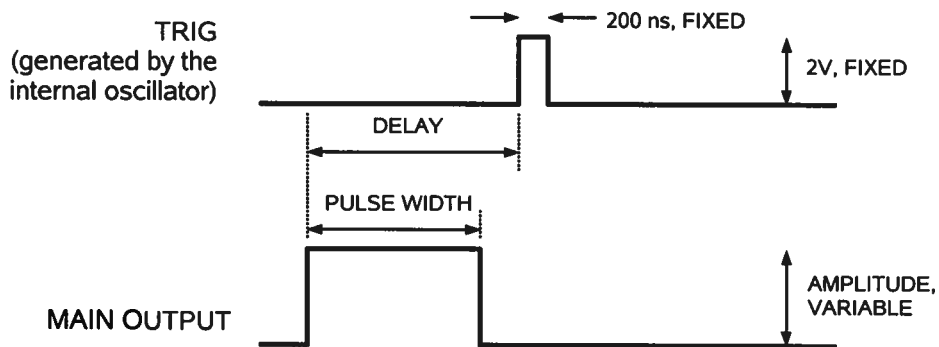 TRIG
(generated by the
internal oscillator)
200 ns, FIXED
2V, FIXED
DELAY
PULSE WIDTH
MAIN OUTPUT
AMPLITUDE,
VARIABLE